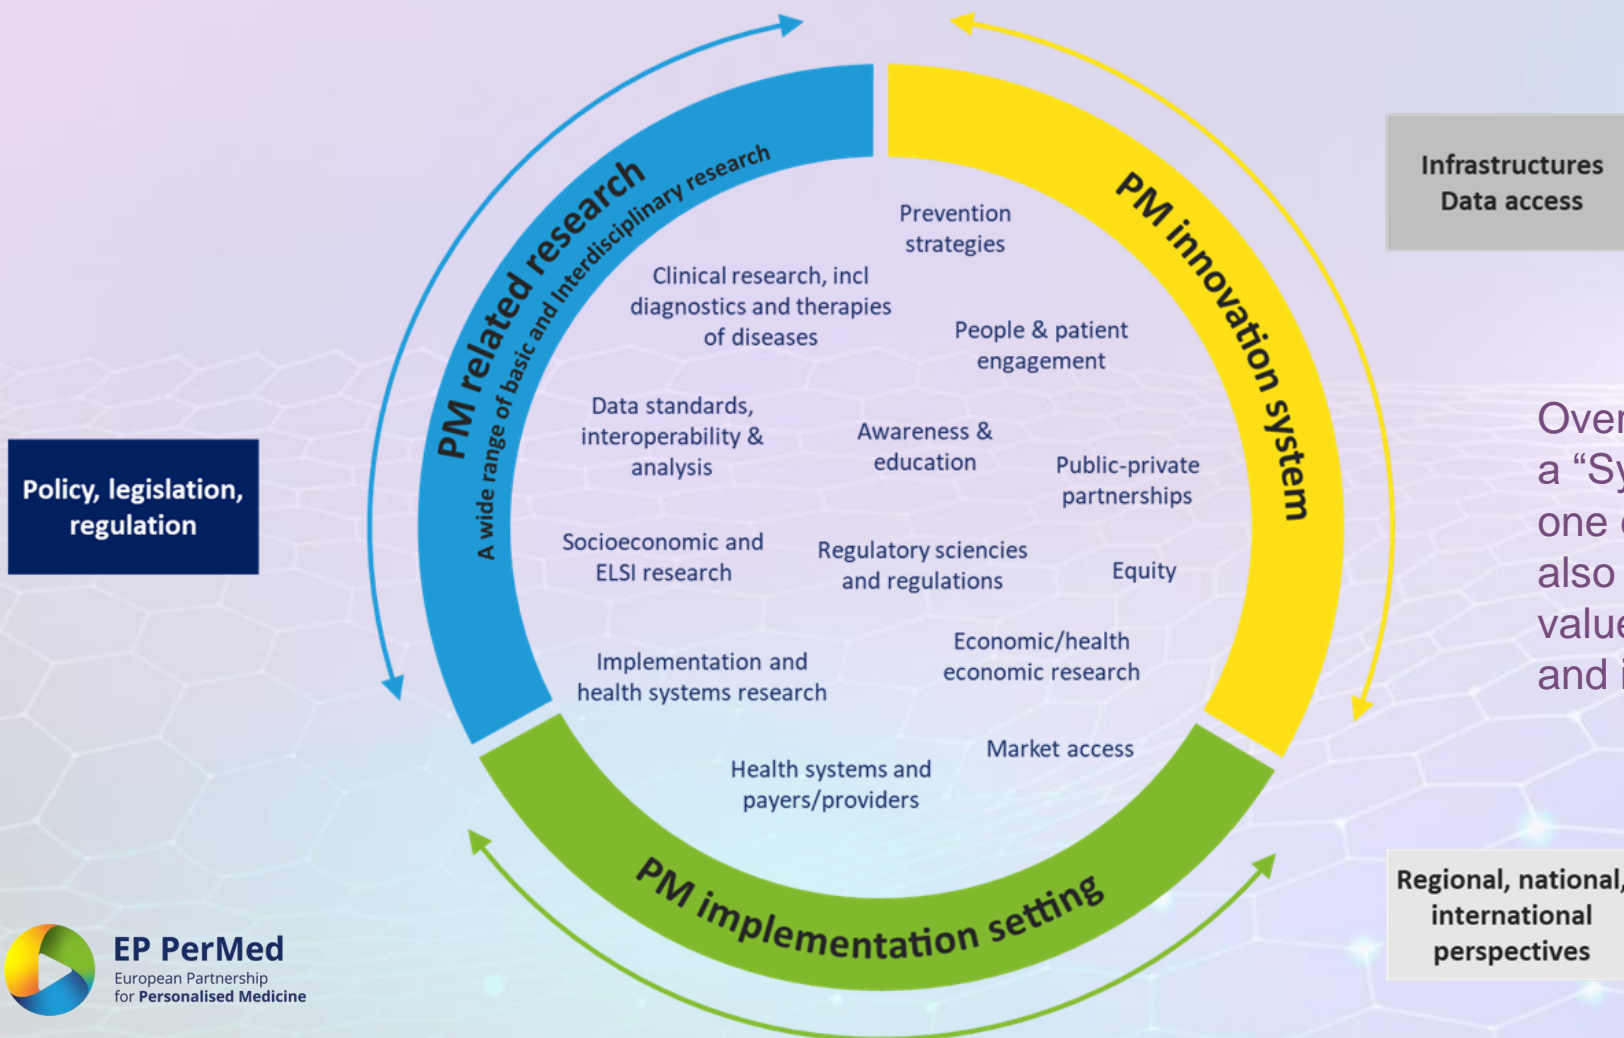 PM related research
A wide range of basic and Interdisciplinary research
PM innovation system
PM implementation setting
Prevention
strategies
Clinical research, incl
diagnostics and therapies
of diseases
People & patient
engagement
Data standards,
interoperability &
analysis
Awareness &
education
Public-private
partnerships
Socioeconomic and
ELSI research
Regulatory sciencies
and regulations
Equity
Implementation and
health systems research
Economic/health
economic research
Health systems and
payers/providers
Market access
Policy, legislation,
regulation
Infrastructures
Data access
Regional, national,
international
perspectives
a
one
also
and
EP PerMed
European Partnership
for Personalised Medicine